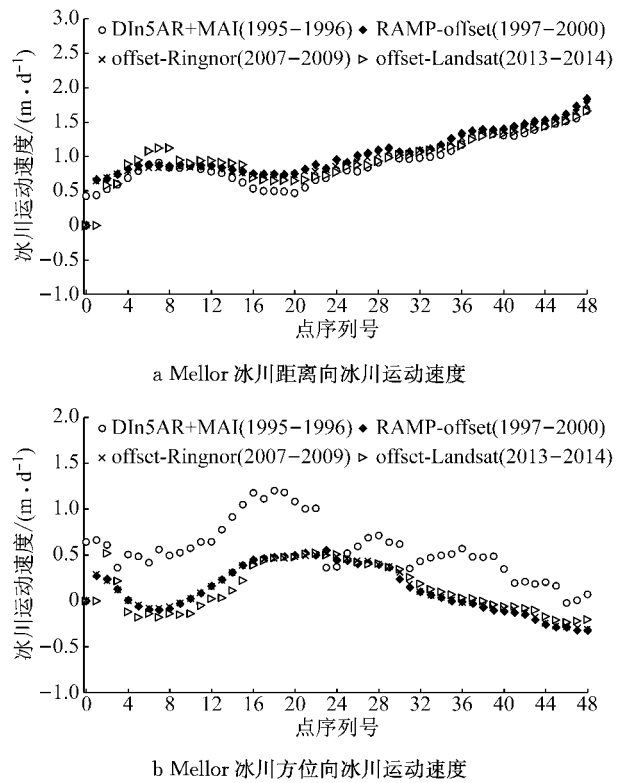 3.0
○ DIn5AR+MAI(1995-1996) ◆ RAMP-offset(1997-2000)
2.5
× offset-Ringnor(2007-2009) ▷ offset-Landsat(2013-2014)
2.0
1.5
1.0
0.5
0
-0.5
-1.0
冰川运动速度/(m·d⁻¹)
0 4 8 12 16 20 24 28 32 36 40 44 48
点序列号
a Mellor 冰川距离向冰川运动速度
2.0
○ DIn5AR+MAI(1995-1996) ◆ RAMP-offset(1997-2000)
1.5
× offset-Ringnor(2007-2009) ▷ offset-Landsat(2013-2014)
1.0
0.5
0
-0.5
-1.0
冰川运动速度/(m·d⁻¹)
0 4 8 12 16 20 24 28 32 36 40 44 48
点序列号
b Mellor 冰川方位向冰川运动速度